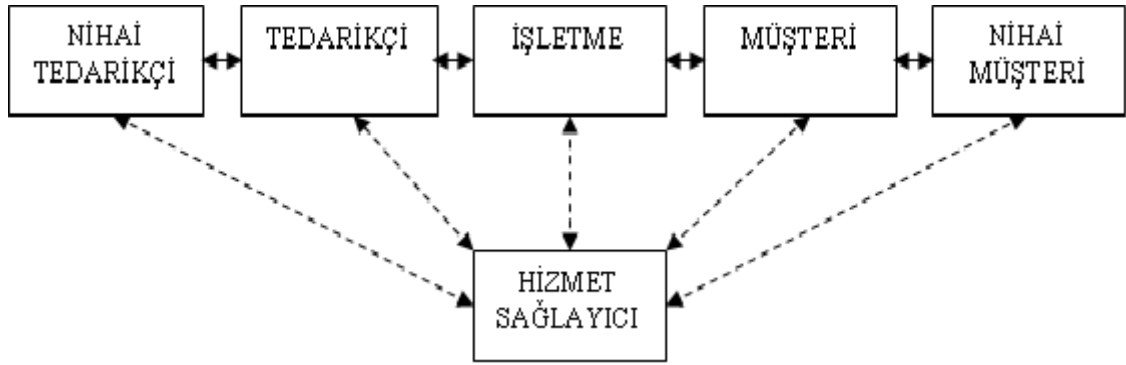 NİHAİ
TEDARİKÇİ
TEDARİKÇİ
İŞLETME
MÜŞTERİ
NİHAİ
MÜŞTERİ
HİZMET
SAĞLAYICI